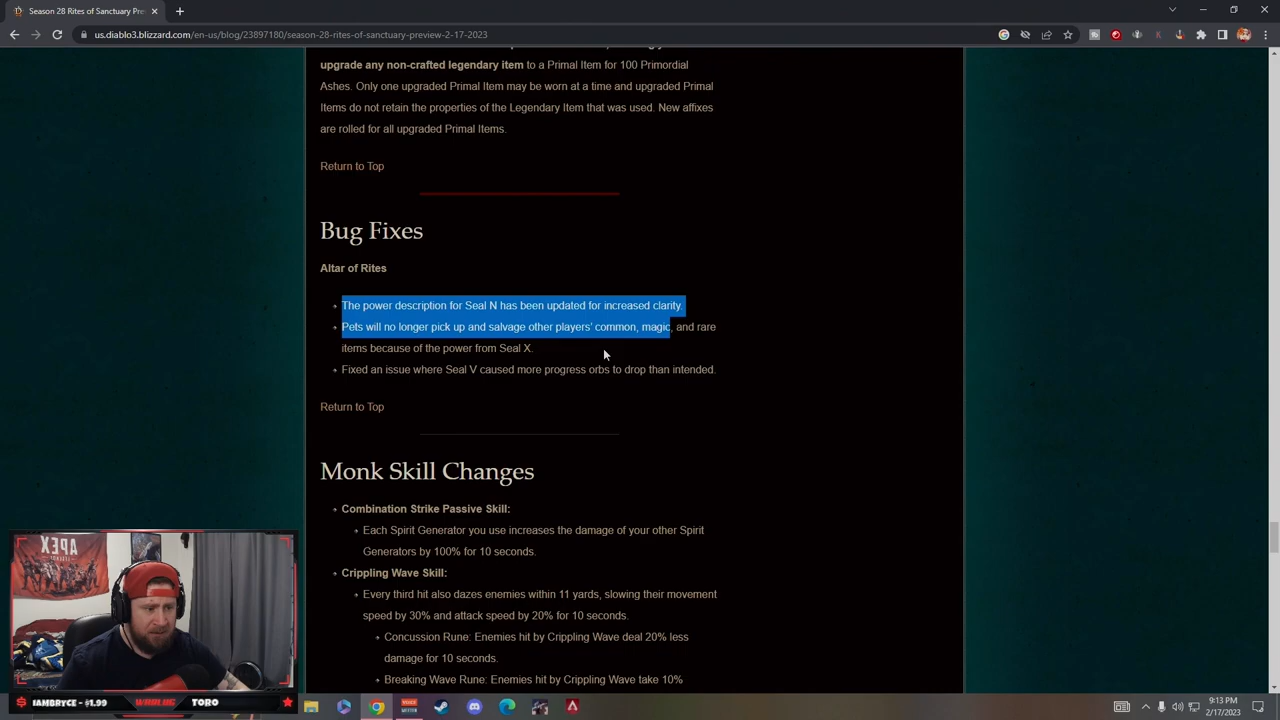 Season 28 Rites of Sanctuary Pre
us.diablo3.blizzard.com/en-us/blog/23897180/season-28-rites-of-sanctuary-preview-2-17-2023
upgrade any non-crafted legendary item to a Primal Item for 100 Primordial
Ashes. Only one upgraded Primal Item may be worn at a time and upgraded Primal
Items do not retain the properties of the Legendary Item that was used. New affixes
are rolled for all upgraded Primal Items.
Return to Top
Bug Fixes
Altar of Rites
The power description for Seal N has been updated for increased clarity.
Pets will no longer pick up and salvage other players' common, magic, and rare
items because of the power from Seal X.
Fixed an issue where Seal V caused more progress orbs to drop than intended.
Return to Top
Monk Skill Changes
Combination Strike Passive Skill:
Each Spirit Generator you use increases the damage of your other Spirit
Generators by 100% for 10 seconds.
Crippling Wave Skill:
Every third hit also dazes enemies within 11 yards, slowing their movement
speed by 30% and attack speed by 20% for 10 seconds.
Concussion Rune: Enemies hit by Crippling Wave deal 20% less
damage for 10 seconds.
Breaking Wave Rune: Enemies hit by Crippling Wave take 10%
APEX
IAMBRYCE - $1.99
TORO
9:13 PM
2/17/2023